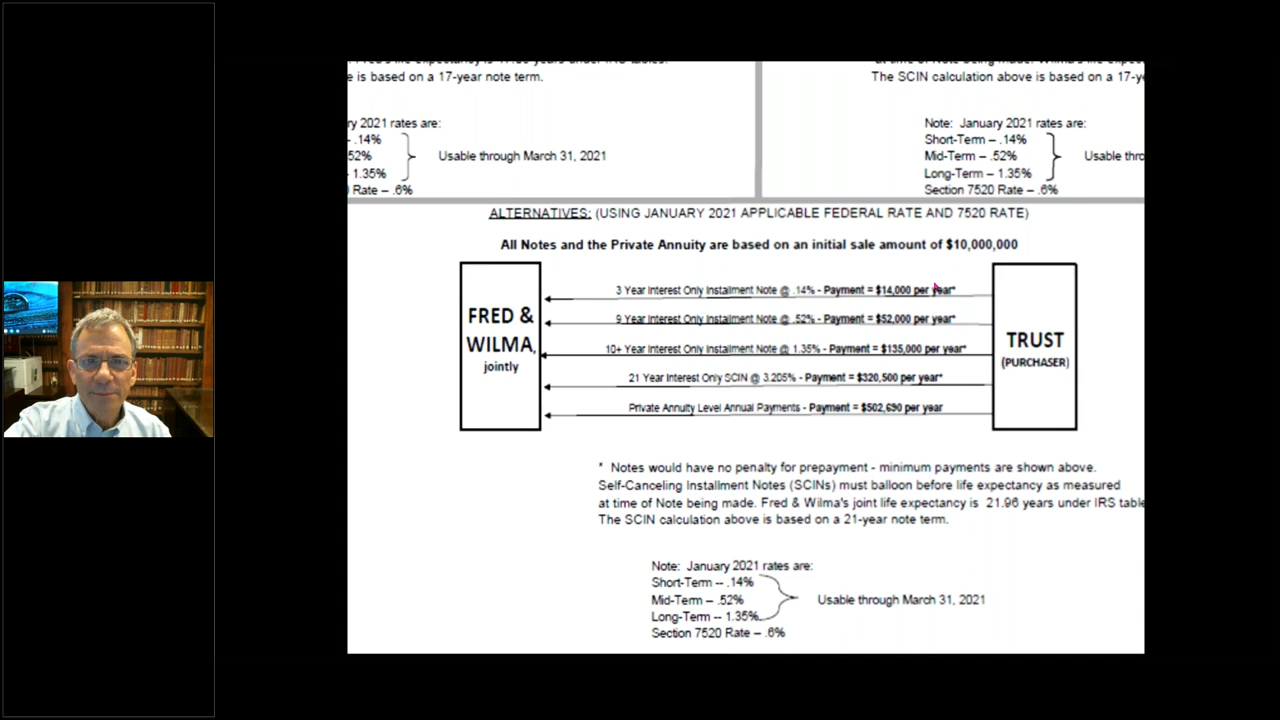 e is based on a 17-year note term.
ry 2021 rates are:
- .14%
52%
- 1.35%
Rate – .6%
Usable through March 31, 2021
The SCIN calculation above is based on a 17-ye
Note: January 2021 rates are:
Short-Term – .14%
Mid-Term – .52%
Long-Term – 1.35%
Section 7520 Rate – .6%
Usable thro
ALTERNATIVES: (USING JANUARY 2021 APPLICABLE FEDERAL RATE AND 7520 RATE)
All Notes and the Private Annuity are based on an initial sale amount of $10,000,000
FRED &
WILMA,
jointly
3 Year Interest Only Installment Note @ .14% - Payment = $14,000 per year*
9 Year Interest Only Installment Note @ .52% - Payment = $52,000 per year*
10+ Year Interest Only Installment Note @ 1.35% - Payment = $135,000 per year*
21 Year Interest Only SCIN @ 3.205% - Payment = $320,500 per year*
Private Annuity Level Annual Payments - Payment = $502,690 per year
TRUST
(PURCHASER)
* Notes would have no penalty for prepayment - minimum payments are shown above.
Self-Canceling Installment Notes (SCINs) must balloon before life expectancy as measured
at time of Note being made. Fred & Wilma's joint life expectancy is 21.96 years under IRS table
The SCIN calculation above is based on a 21-year note term.
Note: January 2021 rates are:
Short-Term -- .14%
Mid-Term – .52%
Long-Term -- 1.35%
Section 7520 Rate – .6%
Usable through March 31, 2021